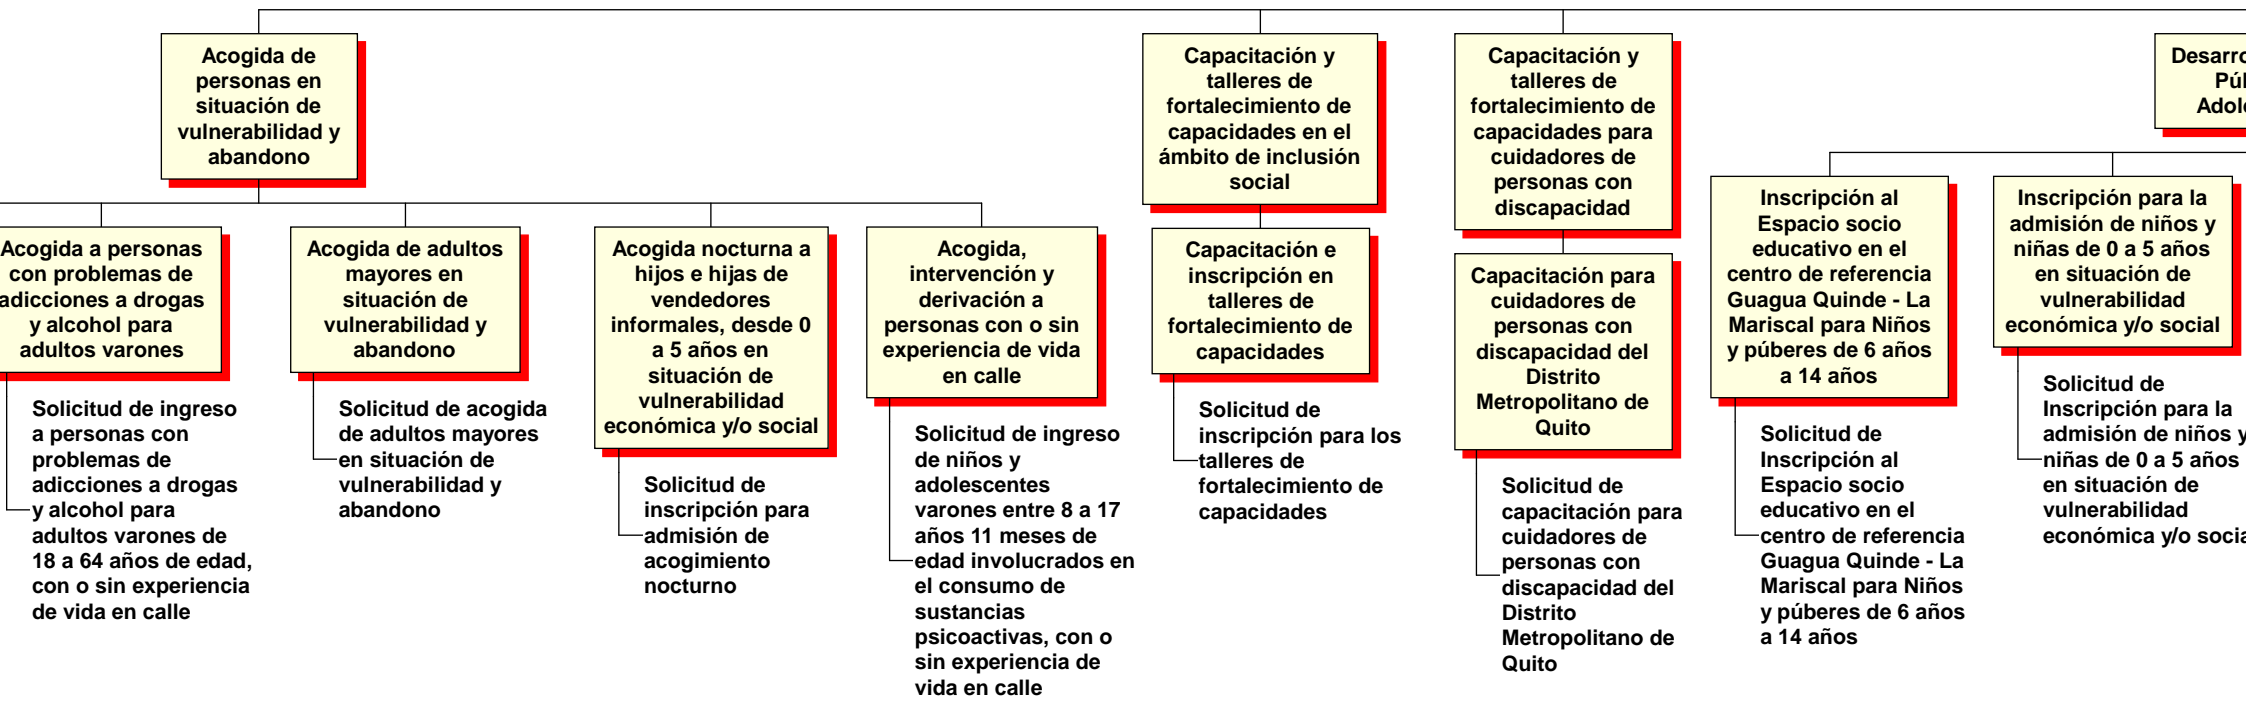 Acogida de
personas en
situación de
vulnerabilidad y
abandono
Capacitación y
talleres de
fortalecimiento de
capacidades en el
ámbito de inclusión
social
Capacitación y
talleres de
fortalecimiento de
capacidades para
cuidadores de
personas con
discapacidad
Acogida a personas
con problemas de
adicciones a drogas
y alcohol para
adultos varones
Solicitud de ingreso
a personas con
problemas de
adicciones a drogas
y alcohol para
adultos varones de
18 a 64 años de edad,
con o sin experiencia
de vida en calle
Acogida de adultos
mayores en
situación de
vulnerabilidad y
abandono
Solicitud de acogida
de adultos mayores
en situación de
vulnerabilidad y
abandono
Acogida nocturna a
hijos e hijas de
vendedores
informales, desde 0
a 5 años en
situación de
vulnerabilidad
económica y/o social
Solicitud de
inscripción para
admisión de
acogimiento
nocturno
Acogida,
intervención y
derivación a
personas con o sin
experiencia de vida
en calle
Solicitud de ingreso
de niños y
adolescentes
varones entre 8 a 17
años 11 meses de
edad involucrados en
el consumo de
sustancias
psicoactivas, con o
sin experiencia de
vida en calle
Capacitación e
inscripción en
talleres de
fortalecimiento de
capacidades
Solicitud de
inscripción para los
talleres de
fortalecimiento de
capacidades
Capacitación para
cuidadores de
personas con
discapacidad del
Distrito
Metropolitano de
Quito
Solicitud de
capacitación para
cuidadores de
personas con
discapacidad del
Distrito
Metropolitano de
Quito
Inscripción al
Espacio socio
educativo en el
centro de referencia
Guagua Quinde - La
Mariscal para Niños
y púberes de 6 años
a 14 años
Solicitud de
Inscripción al
Espacio socio
educativo en el
centro de referencia
Guagua Quinde - La
Mariscal para Niños
y púberes de 6 años
a 14 años
Inscripción para la
admisión de niños y
niñas de 0 a 5 años
en situación de
vulnerabilidad
económica y/o social
Solicitud de
Inscripción para la
admisión de niños y
niñas de 0 a 5 años
en situación de
vulnerabilidad
económica y/o